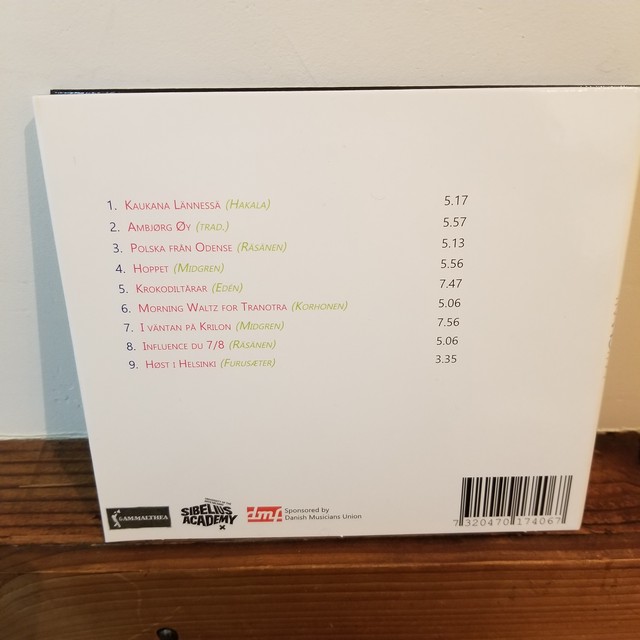 1. Kaukana Lännessä (Hakala) 5.17
2. Ambjørg Øy (trad.) 5.57
3. Polska från Odense (Räsänen) 5.13
4. Hoppet (Midgren) 5.56
5. Krokodiltårar (Edén) 7.47
6. Morning Waltz for Tranotra (Korhonen) 5.06
7. I väntan på Krilon (Midgren) 7.56
8. Influence du 7/8 (Räsänen) 5.06
9. Høst i Helsinki (Furusæter) 3.35
GAMMALTHEA
SIBELIUS
ACADEMY
dmf
Sponsored by
Danish Musicians Union
7 320470 174067